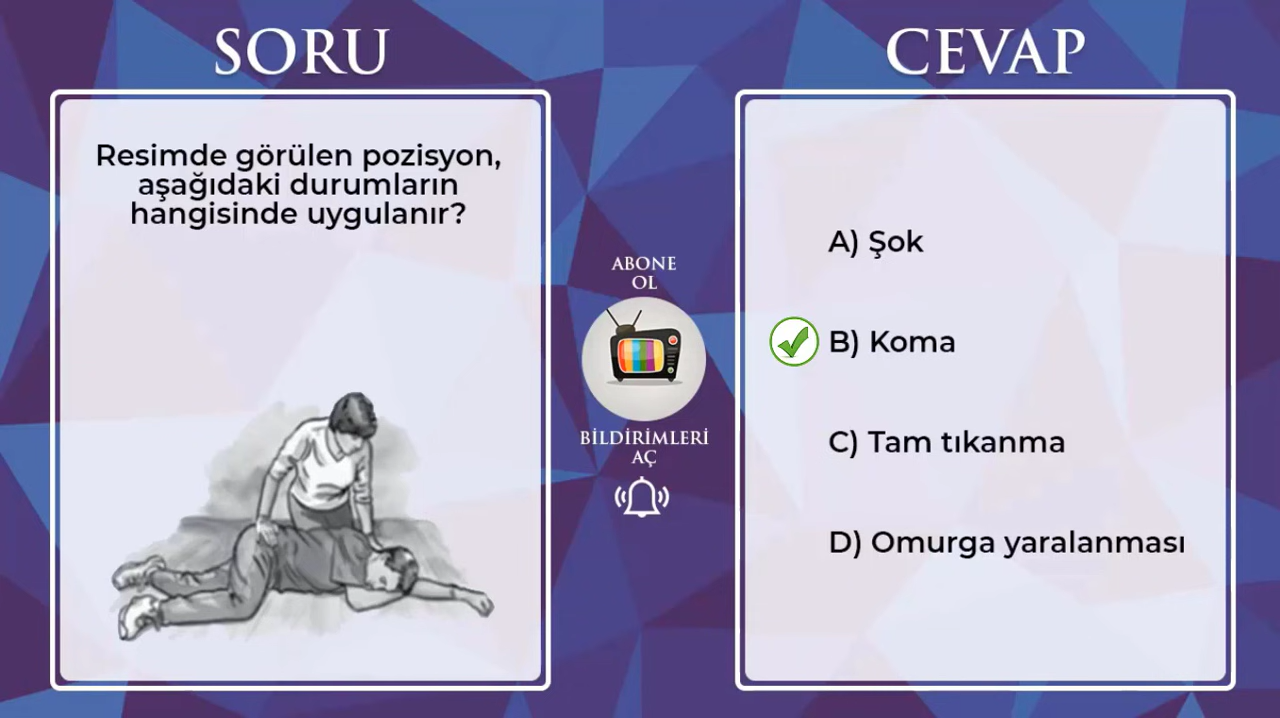 SORU
Resimde görülen pozisyon,
aşağıdaki durumların
hangisinde uygulanır?
ABONE
OL
BİLDİRİMLERİ
AÇ
CEVAP
A) Şok
B) Koma
C) Tam tıkanma
D) Omurga yaralanması